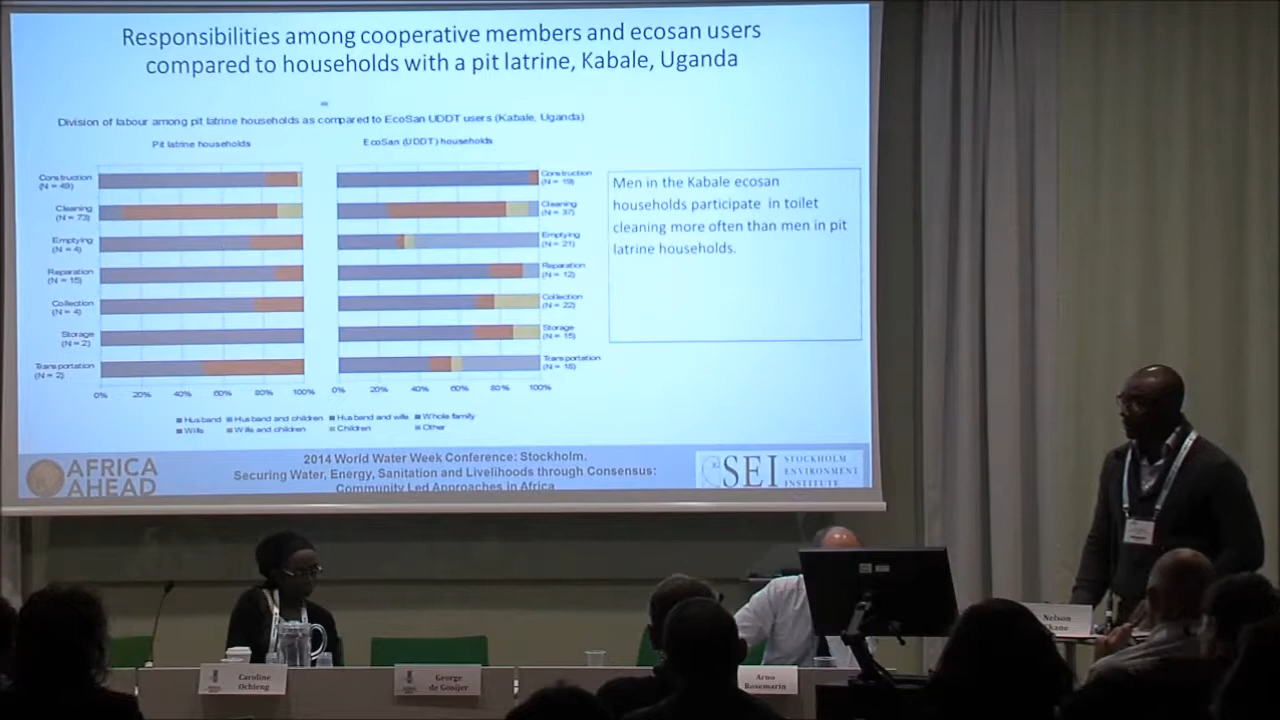 Responsibilities among cooperative members and ecosan users
compared to households with a pit latrine, Kabale, Uganda
Division of labour among pit latrine households as compared to EcoSan UDDT users (Kabale, Uganda)
Pit latrine households
EcoSan (UDDT) households
Construction
(N = 49)
Cleaning
(N = 73)
Emptying
(N = 4)
Reparation
(N = 15)
Collection
(N = 4)
Storage
(N = 2)
Transportation
(N = 2)
0% 20% 40% 60% 80% 100%
Construction
(N = 19)
Cleaning
(N = 37)
Emptying
(N = 21)
Reparation
(N = 12)
Collection
(N = 22)
Storage
(N = 15)
Transportation
(N = 18)
0% 20% 40% 60% 80% 100%
Husband Husband and children Husband and wife Whole family
Wife Wife and children Children Other
Men in the Kabale ecosan
households participate in toilet
cleaning more often than men in pit
latrine households.
AFRICA
AHEAD
2014 World Water Week Conference: Stockholm.
Securing Water, Energy, Sanitation and Livelihoods through Consensus:
Community Led Approaches in Africa
SEI
STOCKHOLM
ENVIRONMENT
INSTITUTE
Caroline
Ochieng
George
de Gooijer
Arno
Rosemarin
Nelson